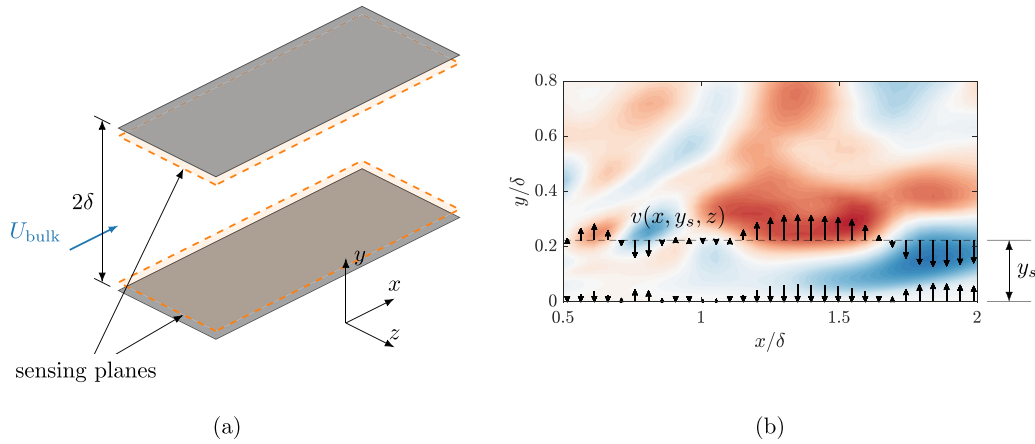 2δ
U_bulk
y
x
z
sensing planes
(a)
0.8
0.6
0.4
0.2
0
y/δ
v(x, y_s, z)
y_s
0.5
1
1.5
2
x/δ
(b)